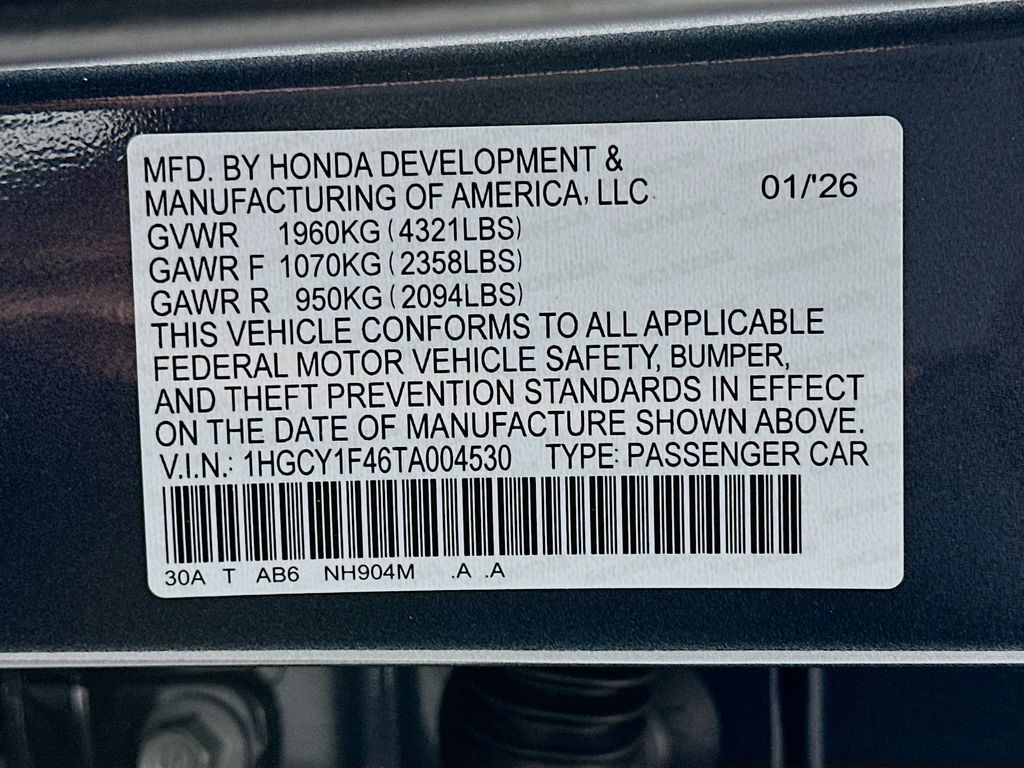 MFD. BY HONDA DEVELOPMENT &
MANUFACTURING OF AMERICA, LLC 01/'26
GVWR 1960KG (4321LBS)
GAWR F 1070KG (2358LBS)
GAWR R 950KG (2094LBS)
THIS VEHICLE CONFORMS TO ALL APPLICABLE
FEDERAL MOTOR VEHICLE SAFETY, BUMPER,
AND THEFT PREVENTION STANDARDS IN EFFECT
ON THE DATE OF MANUFACTURE SHOWN ABOVE.
V.I.N.: 1HGCY1F46TA004530 TYPE: PASSENGER CAR
30A T AB6 NH904M .A .A